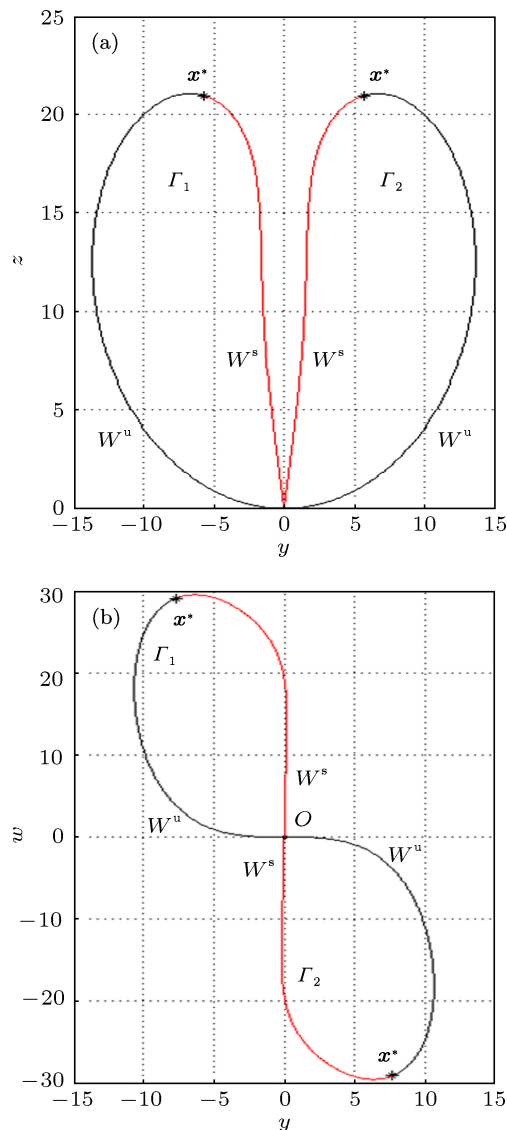 25
(a)
x* x*
20
Γ₁ Γ₂
15
z
10
Wˢ Wˢ
5
Wᵘ Wᵘ
0
−15 −10 −5 0 5 10 15
y
30
(b)
x*
Γ₁
20
10
Wˢ
Wᵘ O
w 0
Wˢ Wᵘ
−10
Γ₂
−20
x*
−30
−15 −10 −5 0 5 10 15
y